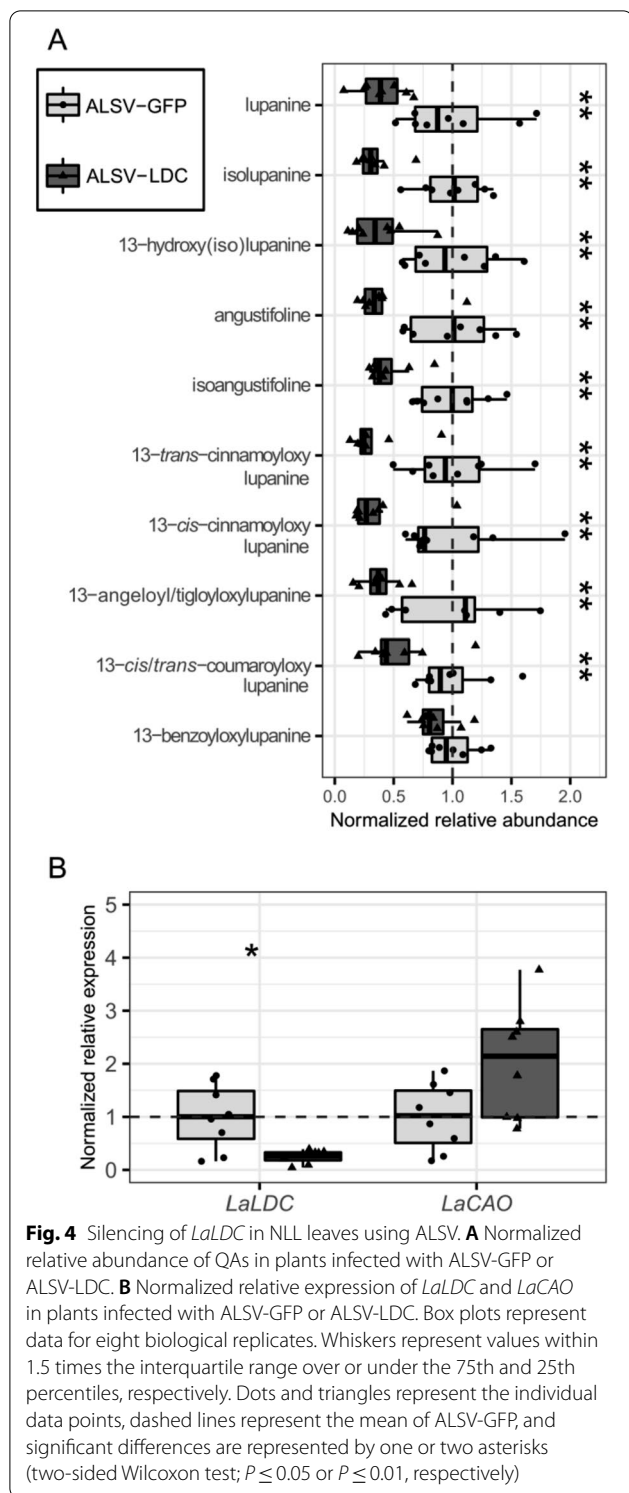 A
ALSV-GFP
ALSV-LDC
lupanine
isolupanine
13-hydroxy(iso)lupanine
angustifoline
isoangustifoline
13-trans-cinnamoyloxy
lupanine
13-cis-cinnamoyloxy
lupanine
13-angeloyl/tigloyloxylupanine
13-cis/trans-coumaroyloxy
lupanine
13-benzoyloxylupanine
**
**
**
**
**
**
**
**
**
0.0 0.5 1.0 1.5 2.0
Normalized relative abundance
B
Normalized relative expression
5
4
3
2
1
0
*
LaLDC LaCAO
Fig. 4 Silencing of LaLDC in NLL leaves using ALSV. A Normalized
relative abundance of QAs in plants infected with ALSV-GFP or
ALSV-LDC. B Normalized relative expression of LaLDC and LaCAO
in plants infected with ALSV-GFP or ALSV-LDC. Box plots represent
data for eight biological replicates. Whiskers represent values within
1.5 times the interquartile range over or under the 75th and 25th
percentiles, respectively. Dots and triangles represent the individual
data points, dashed lines represent the mean of ALSV-GFP, and
significant differences are represented by one or two asterisks
(two-sided Wilcoxon test; P ≤ 0.05 or P ≤ 0.01, respectively)